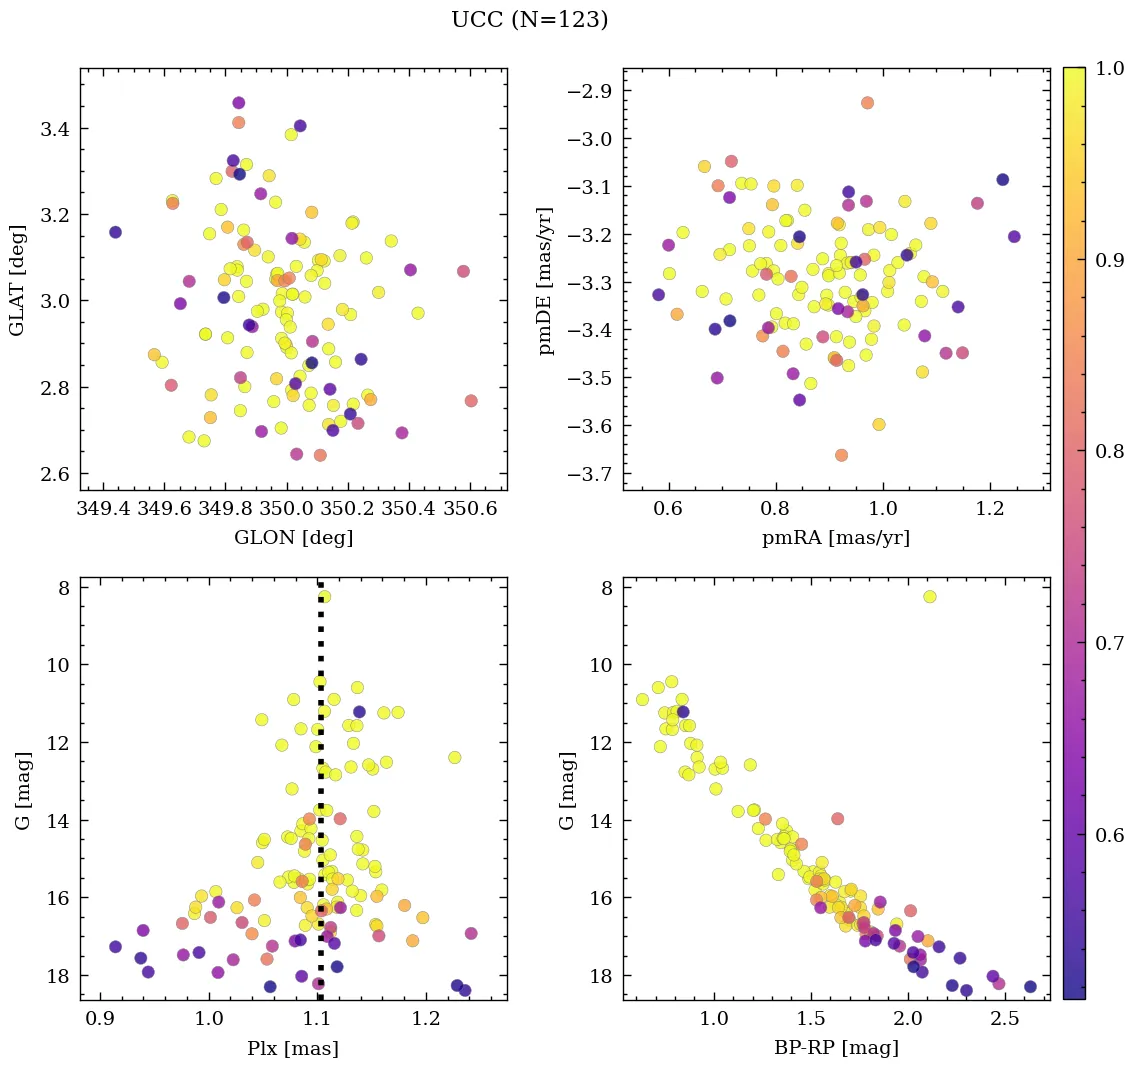 UCC (N=123)
3.4
3.2
3.0
2.8
2.6
GLAT [deg]
349.4 349.6 349.8 350.0 350.2 350.4 350.6
GLON [deg]
−2.9
−3.0
−3.1
−3.2
−3.3
−3.4
−3.5
−3.6
−3.7
pmDE [mas/yr]
0.6 0.8 1.0 1.2
pmRA [mas/yr]
1.0
0.9
0.8
0.7
0.6
8
10
12
14
16
18
G [mag]
0.9 1.0 1.1 1.2
Plx [mas]
8
10
12
14
16
18
G [mag]
1.0 1.5 2.0 2.5
BP-RP [mag]